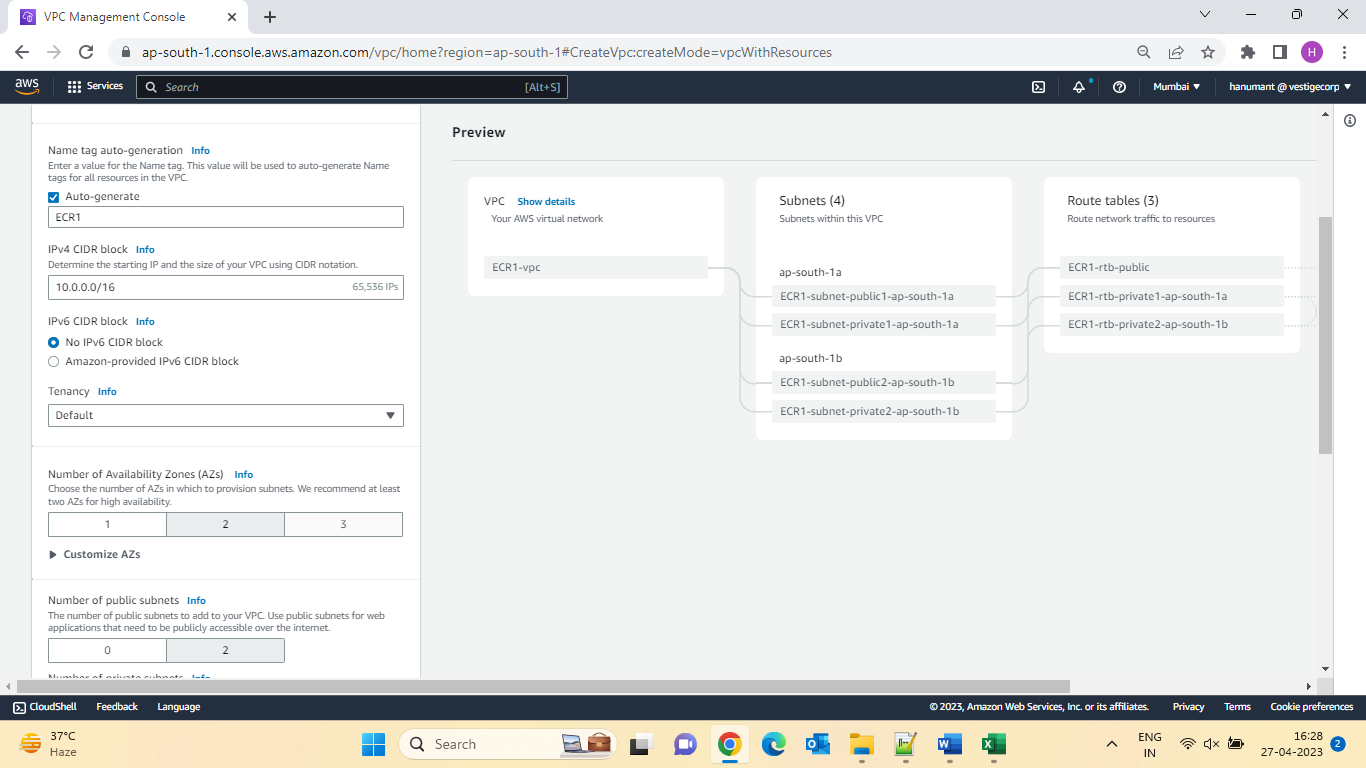 VPC Management Console
ap-south-1.console.aws.amazon.com/vpc/home?region=ap-south-1#CreateVpc:createMode=vpcWithResources
H
aws
Services
Search
[Alt+S]
Mumbai
hanumant @ vestigecorp
Name tag auto-generation Info
Enter a value for the Name tag. This value will be used to auto-generate Name
tags for all resources in the VPC.
Auto-generate
ECR1
IPv4 CIDR block Info
Determine the starting IP and the size of your VPC using CIDR notation.
10.0.0.0/16
65,536 IPs
IPv6 CIDR block Info
No IPv6 CIDR block
Amazon-provided IPv6 CIDR block
Tenancy Info
Default
Number of Availability Zones (AZs) Info
Choose the number of AZs in which to provision subnets. We recommend at least
two AZs for high availability.
1
2
3
Customize AZs
Number of public subnets Info
The number of public subnets to add to your VPC. Use public subnets for web
applications that need to be publicly accessible over the internet.
0
2
Number of private subnets Info
Preview
VPC Show details
Your AWS virtual network
ECR1-vpc
Subnets (4)
Subnets within this VPC
ap-south-1a
ECR1-subnet-public1-ap-south-1a
ECR1-subnet-private1-ap-south-1a
ap-south-1b
ECR1-subnet-public2-ap-south-1b
ECR1-subnet-private2-ap-south-1b
Route tables (3)
Route network traffic to resources
ECR1-rtb-public
ECR1-rtb-private1-ap-south-1a
ECR1-rtb-private2-ap-south-1b
CloudShell
Feedback
Language
© 2023, Amazon Web Services, Inc. or its affiliates.
Privacy
Terms
Cookie preferences
37°C
Haze
Search
ENG
IN
16:28
27-04-2023
2